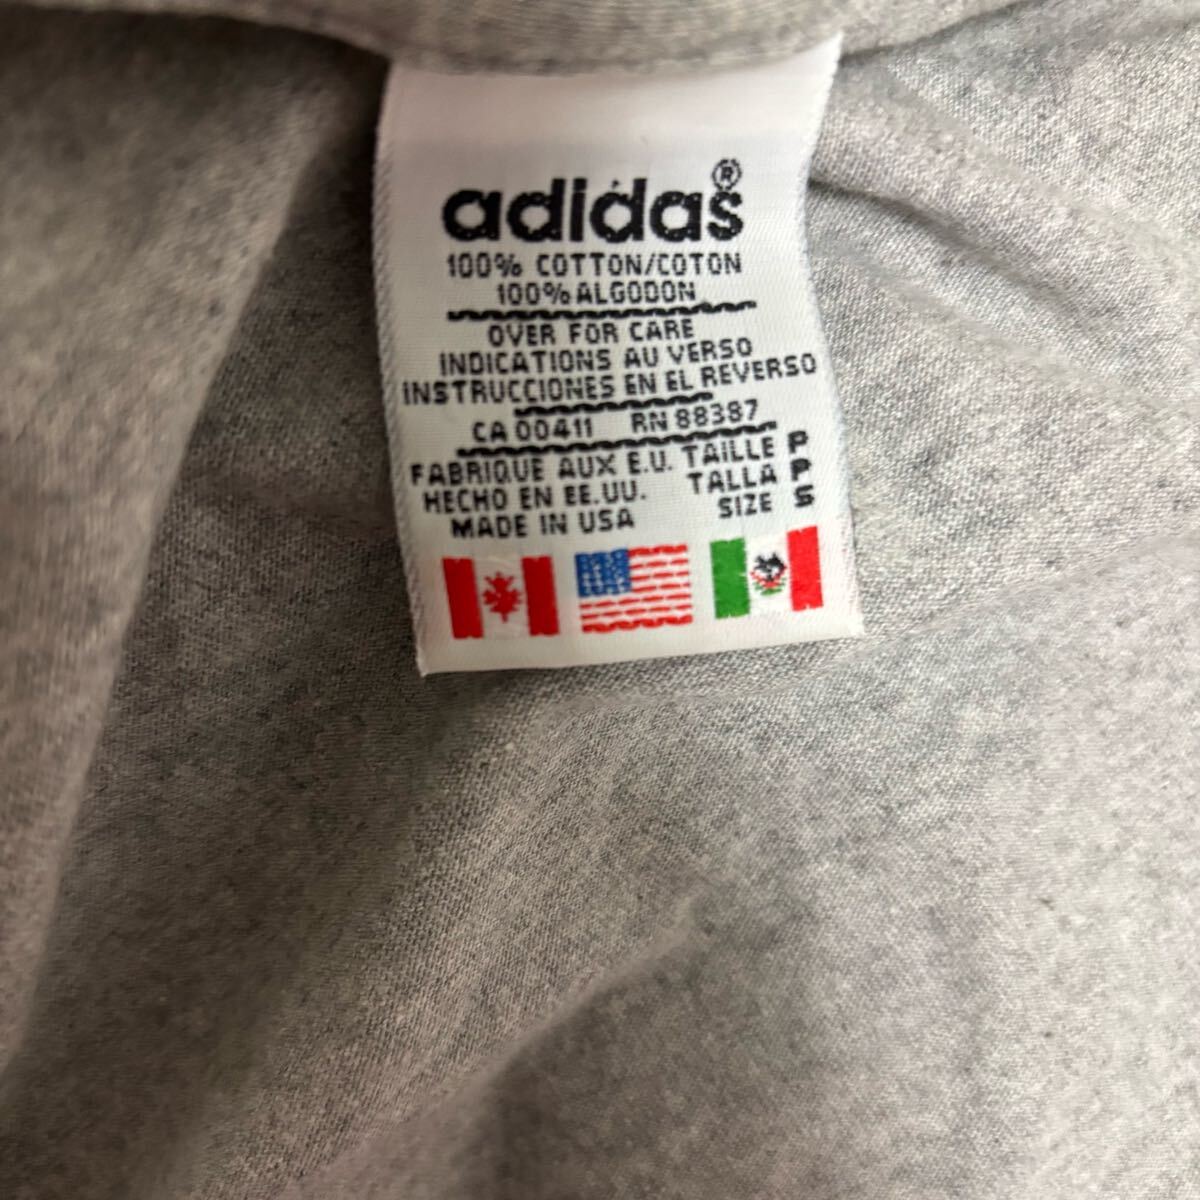 adidas®
100% COTTON/COTON
100% ALGODON
OVER FOR CARE
INDICATIONS AU VERSO
INSTRUCCIONES EN EL REVERSO
CA 00411 RN 88387
FABRIQUE AUX E.U. TAILLE P
HECHO EN EE.UU. TALLA P
MADE IN USA SIZE S